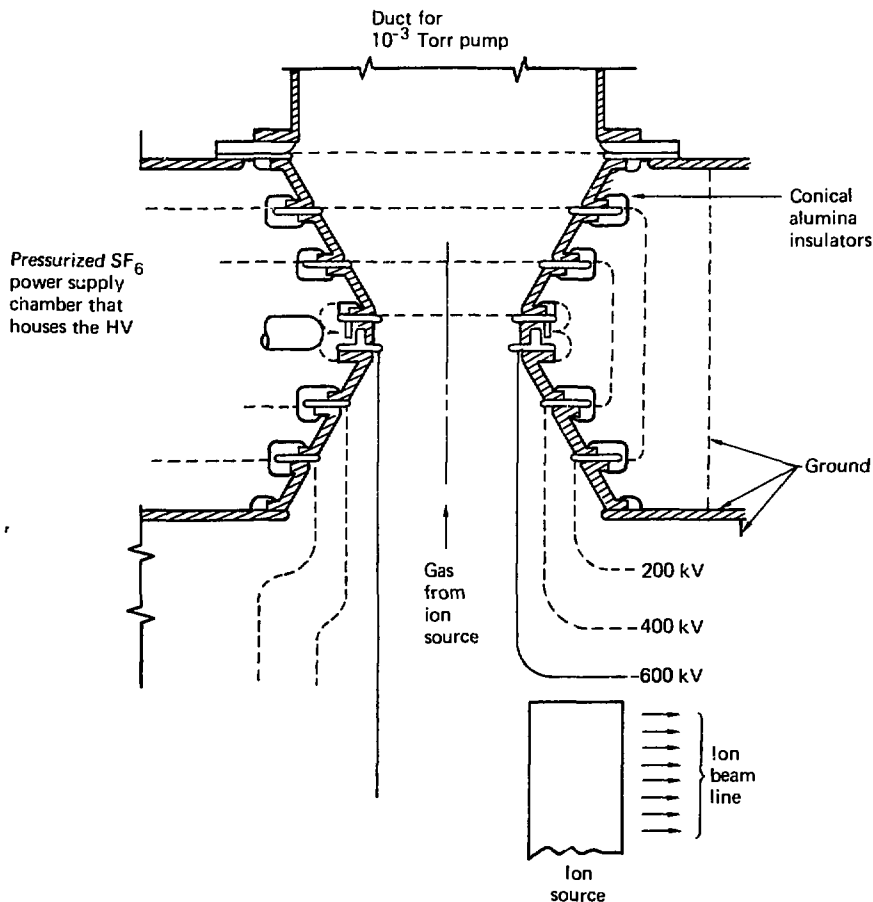 Duct for
10⁻³ Torr pump
Conical
alumina
insulators
Pressurized SF₆
power supply
chamber that
houses the HV
Ground
Gas
from
ion
source
200 kV
400 kV
-600 kV
Ion
beam
line
Ion
source